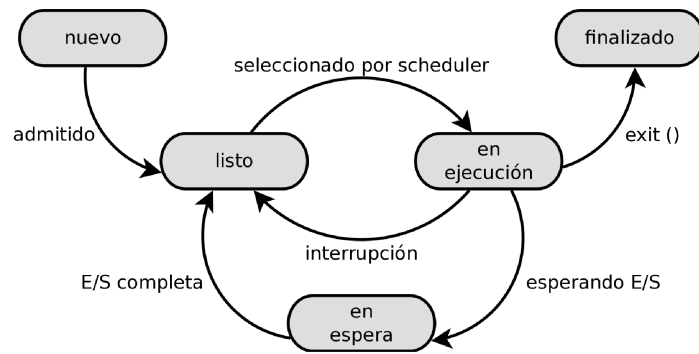 nuevo
finalizado
seleccionado por scheduler
admitido
exit ()
listo
en
ejecución
interrupción
E/S completa
esperando E/S
en
espera